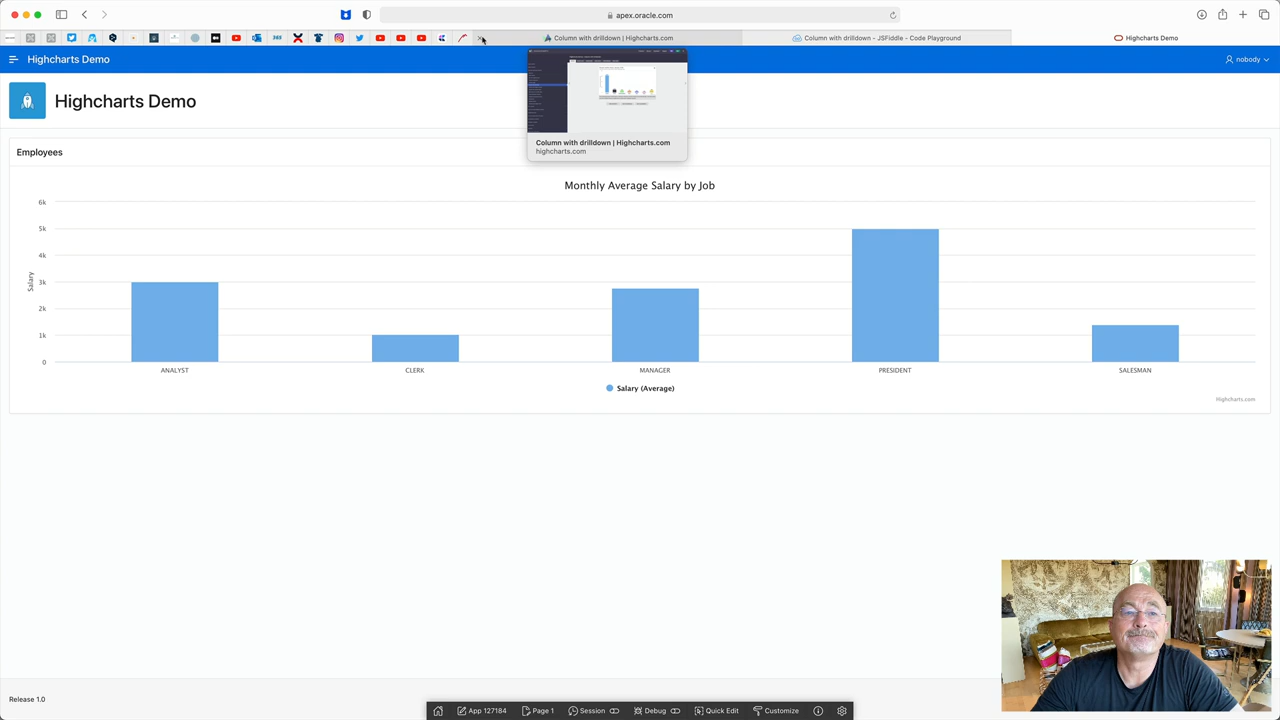 apex.oracle.com
Column with drilldown | Highcharts.com
Column with drilldown - JSFiddle - Code Playground
Highcharts Demo
Highcharts Demo
nobody
Highcharts Demo
Column with drilldown | Highcharts.com
highcharts.com
Employees
Monthly Average Salary by Job
6k
5k
4k
3k
2k
1k
0
Salary
ANALYST
CLERK
MANAGER
PRESIDENT
SALESMAN
Salary (Average)
Highcharts.com
Release 1.0
App 127184
Page 1
Session
Debug
Quick Edit
Customize